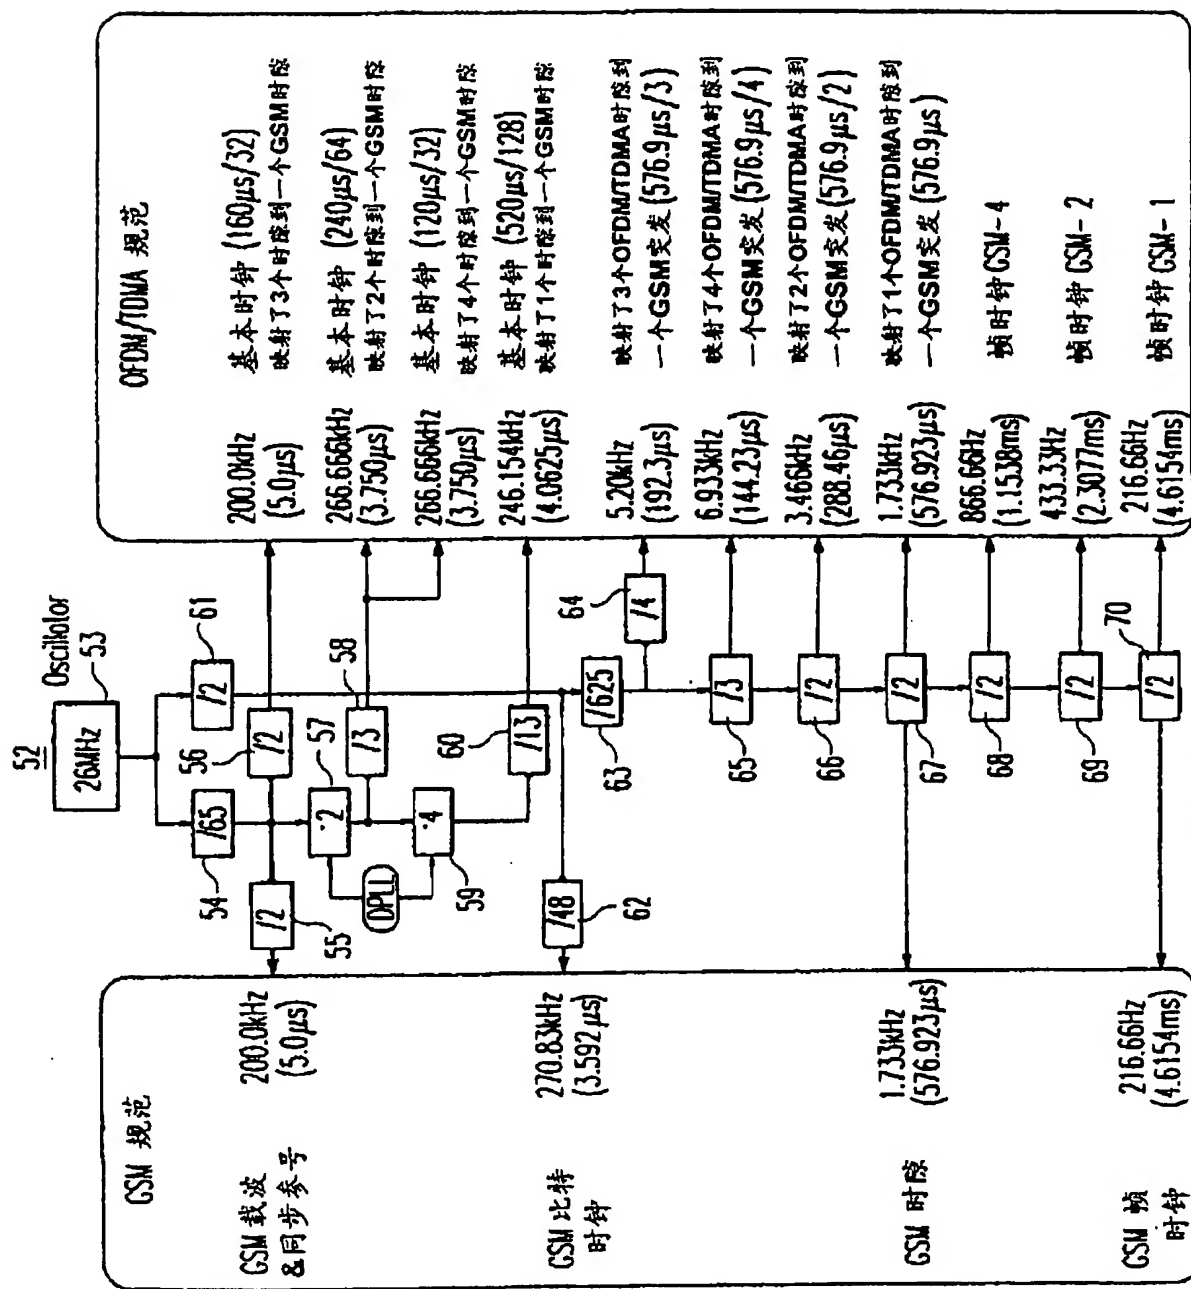 52
Oscillolor
26MHz
53
/65
54
/2
55
/2
56
·2
57
/3
58
DPLL
·4
59
/13
60
/2
61
/48
62
/625
63
/4
64
/3
65
/2
66
/2
67
/2
68
/2
69
/2
70
GSM 规范
GSM 载波
&同步参号
200.0kHz
(5.0μs)
GSM 比特
时钟
270.83kHz
(3.592μs)
GSM 时隙
1.733kHz
(576.923μs)
GSM 帧
时钟
216.66Hz
(4.6154ms)
OFDM/TDMA 规范
200.0kHz
(5.0μs)
基本时钟 (160μs/32)
映射了3个时隙到一个GSM时隙
266.666kHz
(3.750μs)
基本时钟 (240μs/64)
映射了2个时隙到一个GSM时隙
266.666kHz
(3.750μs)
基本时钟 (120μs/32)
映射了4个时隙到一个GSM时隙
246.154kHz
(4.0625μs)
基本时钟 (520μs/128)
映射了1个时隙到一个GSM时隙
5.20kHz
(192.3μs)
映射了3个OFDM/TDMA时隙到
一个GSM突发(576.9μs/3)
6.933kHz
(144.23μs)
映射了4个OFDM/TDMA时隙到
一个GSM突发(576.9μs/4)
3.466kHz
(288.46μs)
映射了2个OFDM/TDMA时隙到
一个GSM突发(576.9μs/2)
1.733kHz
(576.923μs)
映射了1个OFDM/TDMA时隙到
一个GSM突发(576.9μs)
866.66Hz
(1.1538ms)
帧时钟GSM-4
433.33Hz
(2.3077ms)
帧时钟 GSM-2
216.66Hz
(4.6154ms)
帧时钟 GSM-1